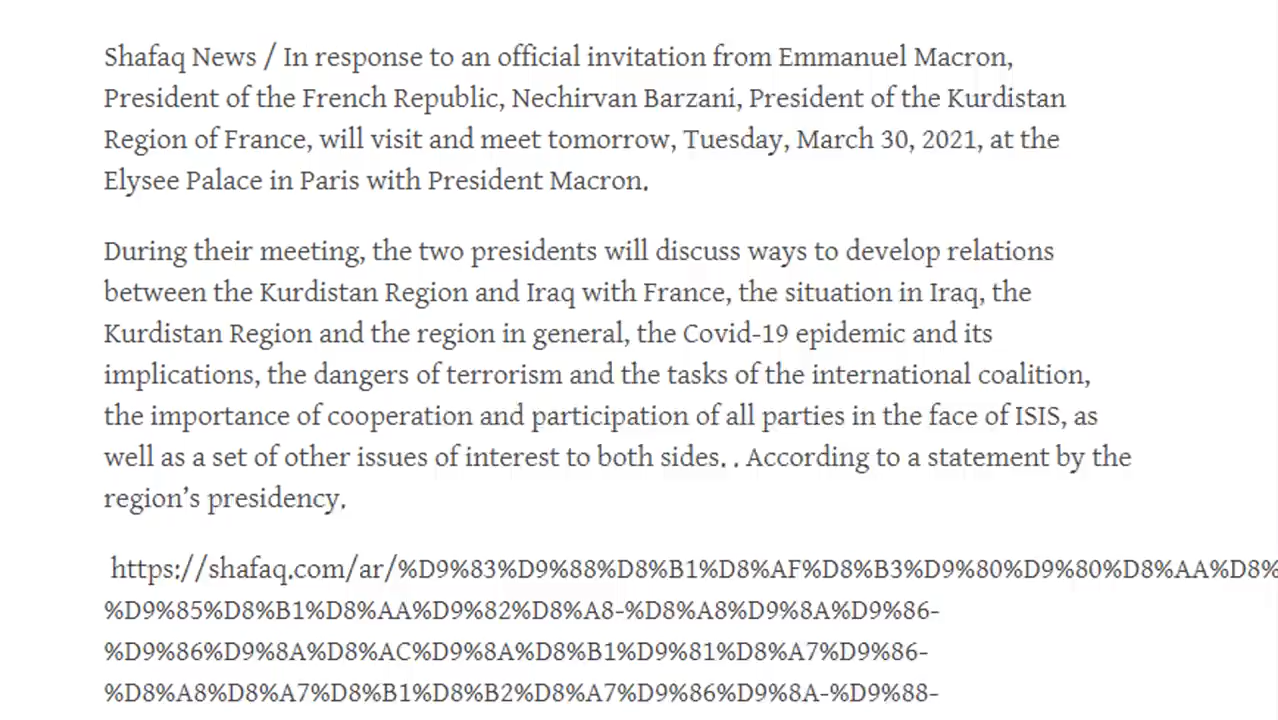 Shafaq News / In response to an official invitation from Emmanuel Macron,
President of the French Republic, Nechirvan Barzani, President of the Kurdistan
Region of France, will visit and meet tomorrow, Tuesday, March 30, 2021, at the
Elysee Palace in Paris with President Macron.
During their meeting, the two presidents will discuss ways to develop relations
between the Kurdistan Region and Iraq with France, the situation in Iraq, the
Kurdistan Region and the region in general, the Covid-19 epidemic and its
implications, the dangers of terrorism and the tasks of the international coalition,
the importance of cooperation and participation of all parties in the face of ISIS, as
well as a set of other issues of interest to both sides. . According to a statement by the
region’s presidency.
https://shafaq.com/ar/%D9%83%D9%88%D8%B1%D8%AF%D8%B3%D9%80%D9%80%D8%AA%D8%
%D9%85%D8%B1%D8%AA%D9%82%D8%A8-%D8%A8%D9%8A%D9%86-
%D9%86%D9%8A%D8%AC%D9%8A%D8%B1%D9%81%D8%A7%D9%86-
%D8%A8%D8%A7%D8%B1%D8%B2%D8%A7%D9%86%D9%8A-%D9%88-